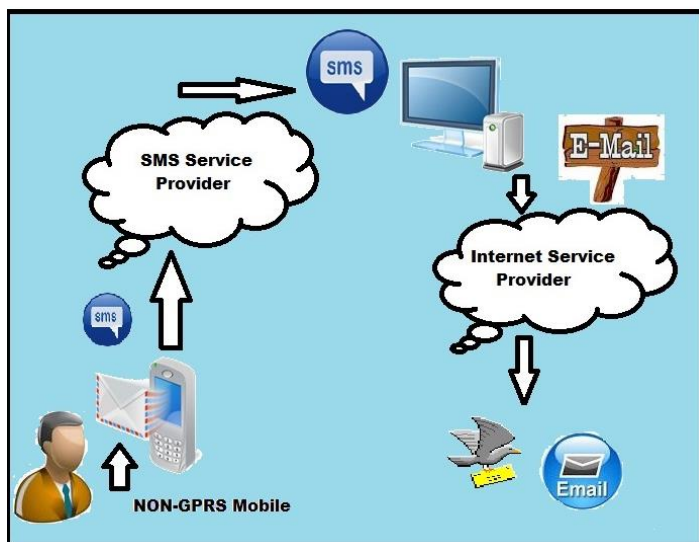 sms
SMS Service
Provider
E-Mail
Internet Service
Provider
sms
NON-GPRS Mobile
Email